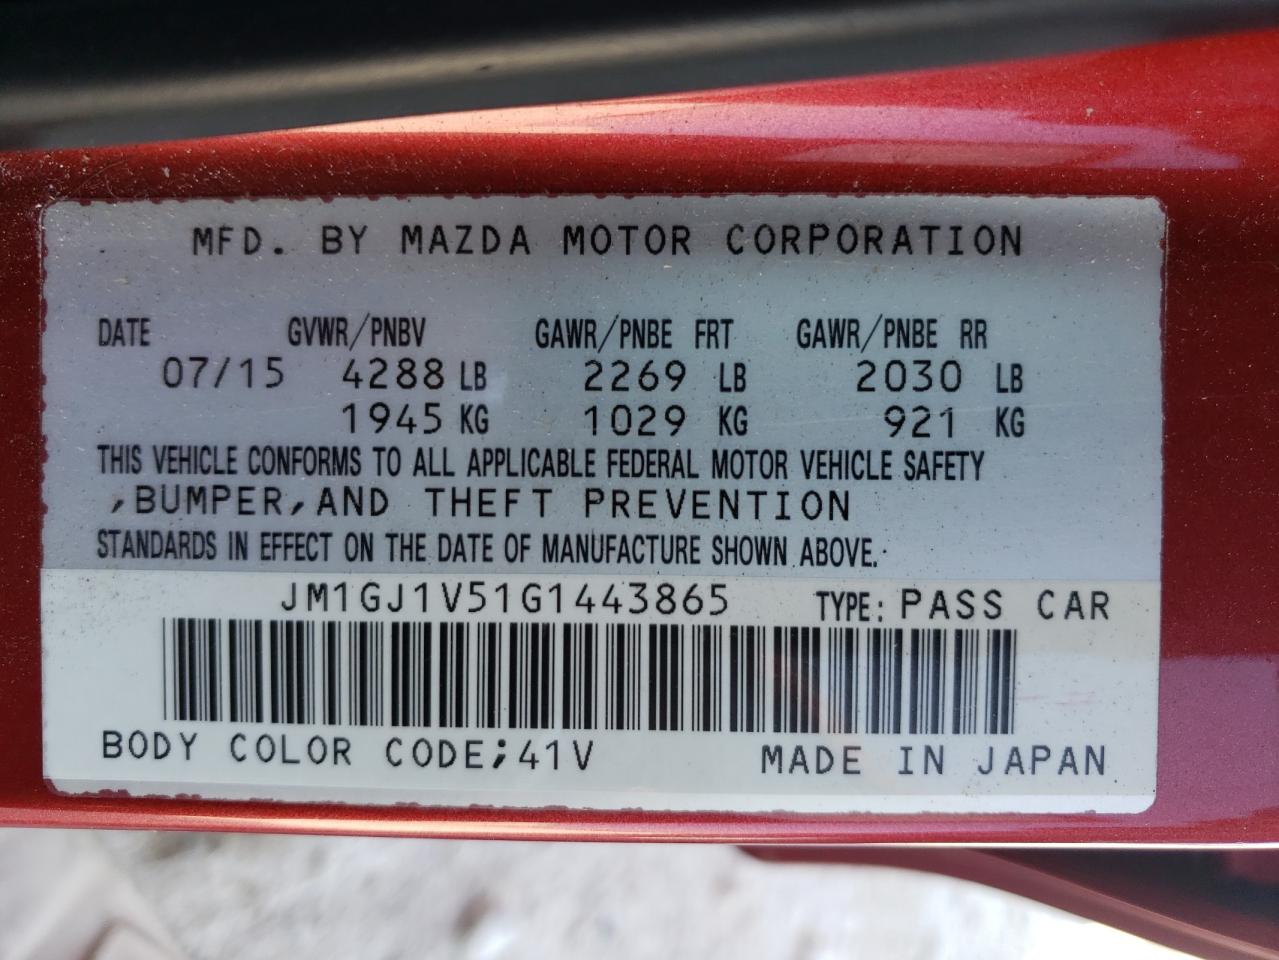 MFD. BY MAZDA MOTOR CORPORATION
DATE GVWR/PNBV GAWR/PNBE FRT GAWR/PNBE RR
07/15 4288 LB 2269 LB 2030 LB
1945 KG 1029 KG 921 KG
THIS VEHICLE CONFORMS TO ALL APPLICABLE FEDERAL MOTOR VEHICLE SAFETY
,BUMPER,AND THEFT PREVENTION
STANDARDS IN EFFECT ON THE DATE OF MANUFACTURE SHOWN ABOVE.
JM1GJ1V51G1443865 TYPE: PASS CAR
BODY COLOR CODE;41V MADE IN JAPAN